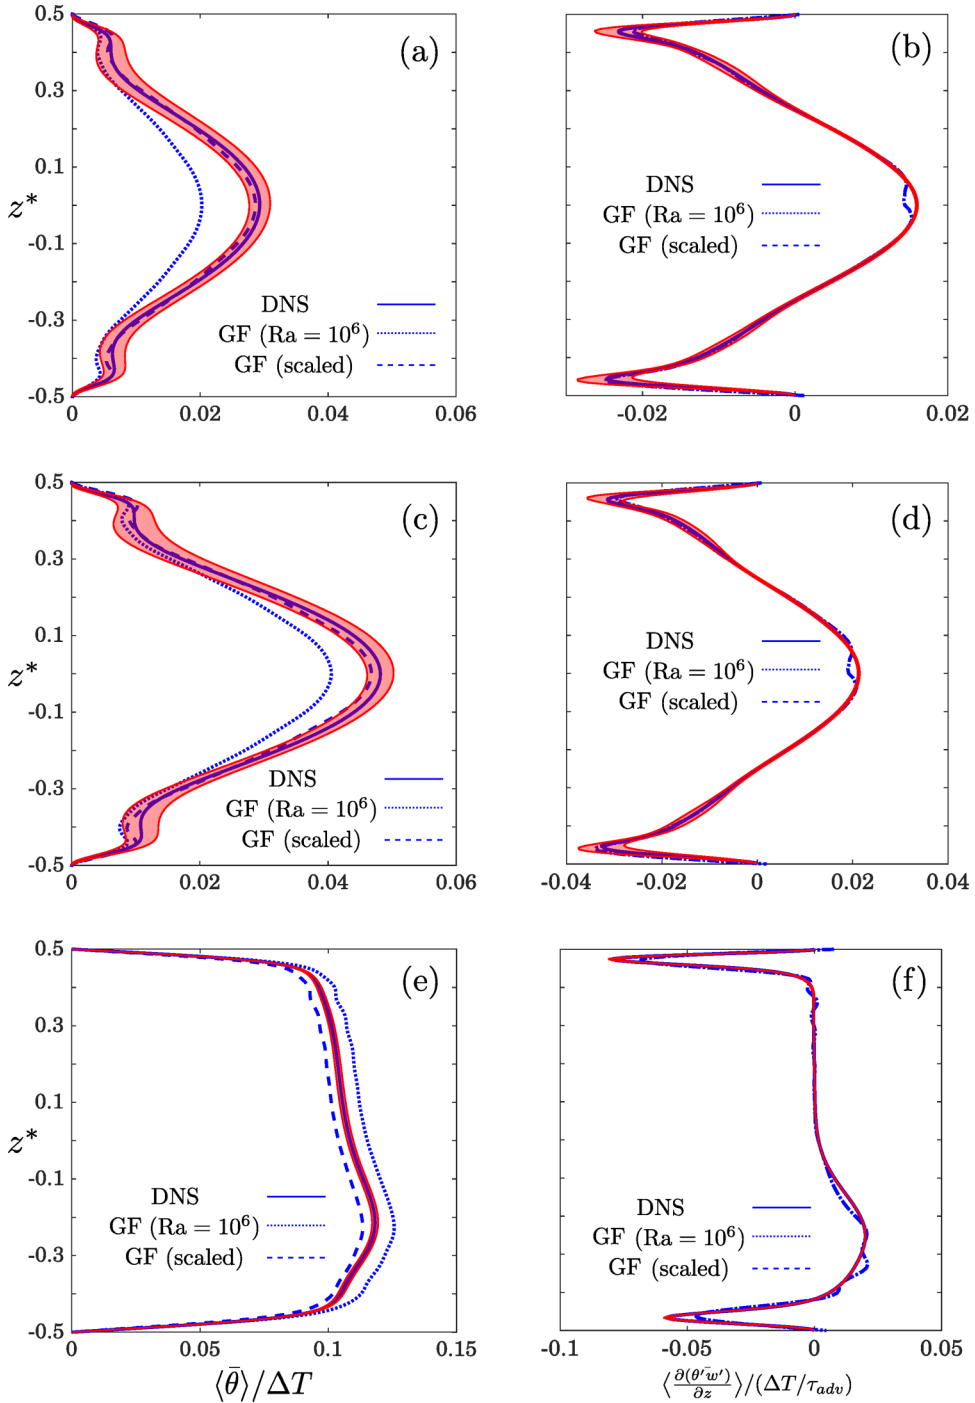 0.5
0.3
0.1
z*
-0.1
-0.3
-0.5
(a)
DNS
GF (Ra = 10⁶)
GF (scaled)
0 0.02 0.04 0.06
(b)
DNS
GF (Ra = 10⁶)
GF (scaled)
-0.02 0 0.02
0.5
0.3
0.1
z*
-0.1
-0.3
-0.5
(c)
DNS
GF (Ra = 10⁶)
GF (scaled)
0 0.02 0.04 0.06
(d)
DNS
GF (Ra = 10⁶)
GF (scaled)
-0.04 -0.02 0 0.02 0.04
0.5
0.3
0.1
z*
-0.1
-0.3
-0.5
(e)
DNS
GF (Ra = 10⁶)
GF (scaled)
0 0.05 0.1 0.15
⟨θ̄⟩/ΔT
(f)
DNS
GF (Ra = 10⁶)
GF (scaled)
-0.1 -0.05 0 0.05
⟨∂(θ′w̄′)/∂z⟩/(ΔT/τ_adv)